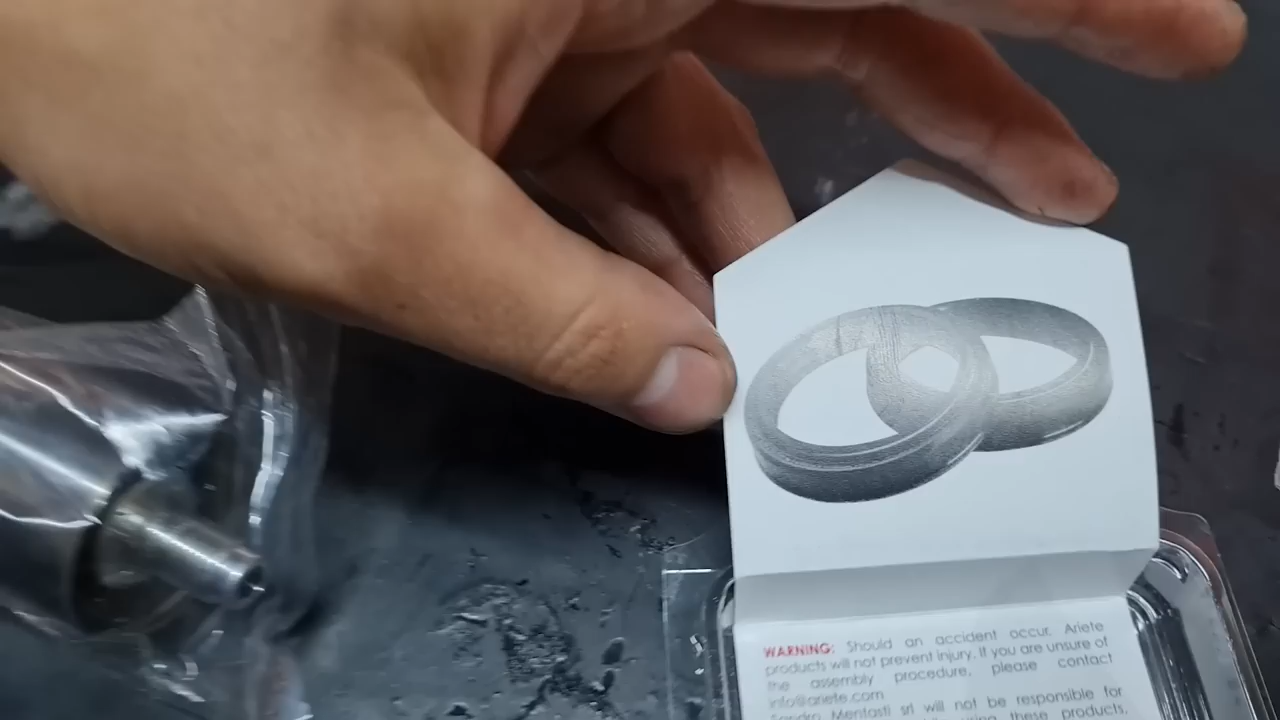 WARNING: Should an accident occur, Ariete
products will not prevent injury. If you are unsure of
the assembly procedure, please contact
info@ariete.com
Sandro Mentasti srl will not be responsible for
using these products,